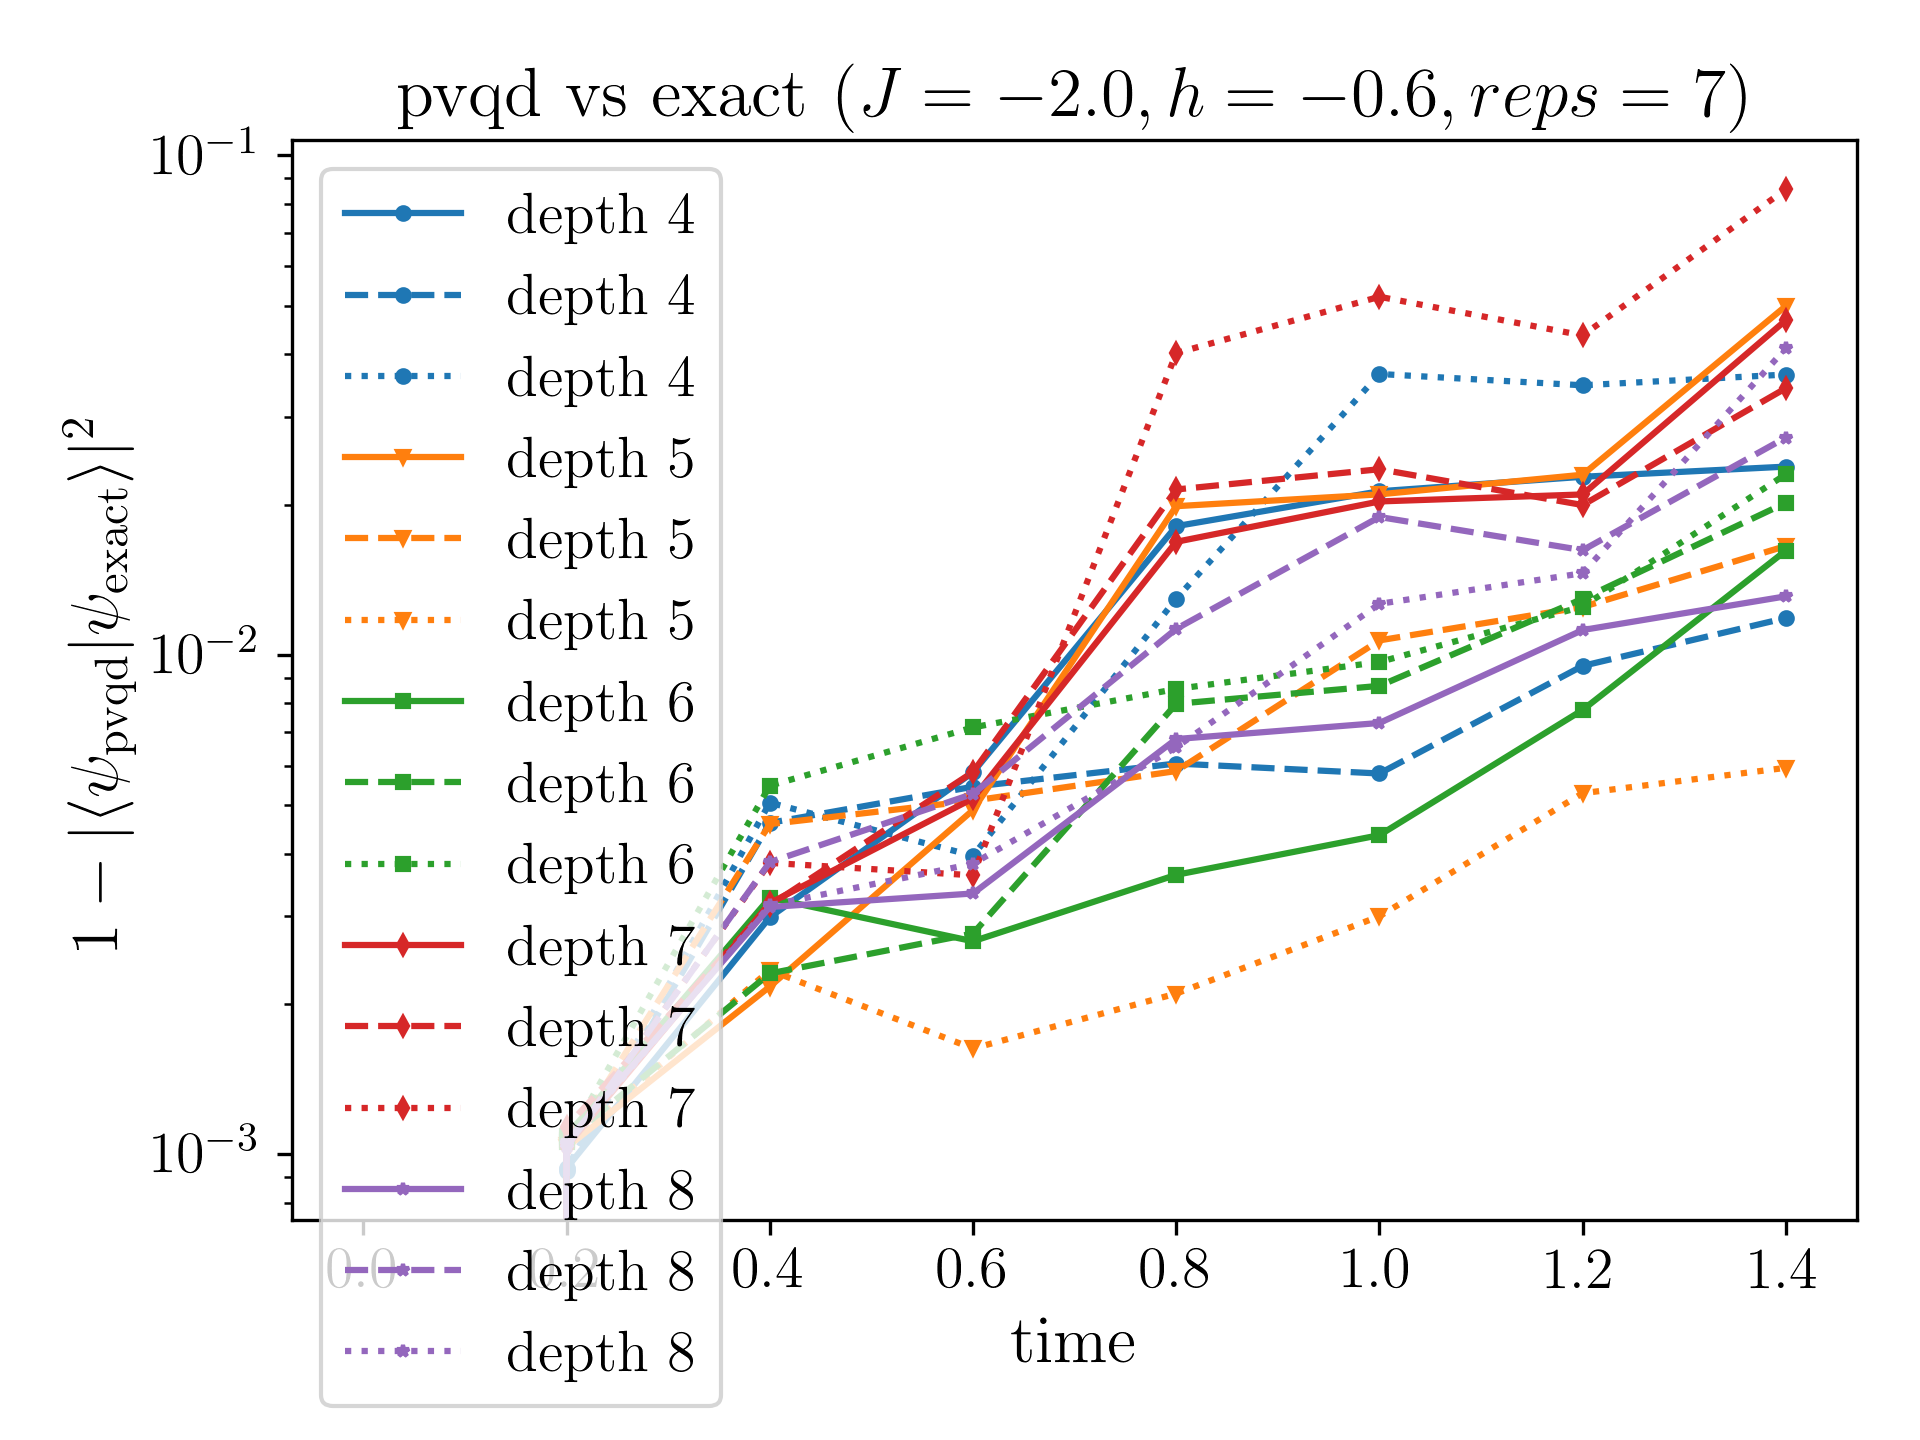 pvqd vs exact (J = −2.0, h = −0.6, reps = 7)
1 − |⟨ψpvqd|ψexact⟩|²
10⁻¹
10⁻²
10⁻³
depth 4
depth 4
depth 4
depth 5
depth 5
depth 5
depth 6
depth 6
depth 6
depth 7
depth 7
depth 7
depth 8
depth 8
depth 8
0.0 0.2 0.4 0.6 0.8 1.0 1.2 1.4
time